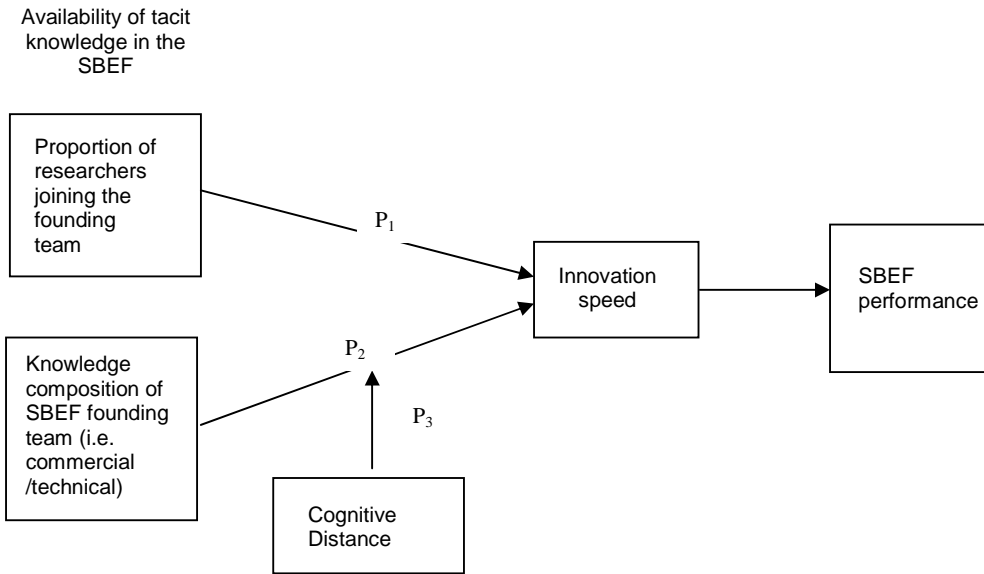 Availability of tacit
knowledge in the
SBEF
Proportion of
researchers
joining the
founding
team
P1
Innovation
speed
SBEF
performance
Knowledge
composition of
SBEF founding
team (i.e.
commercial
/technical)
P2
P3
Cognitive
Distance